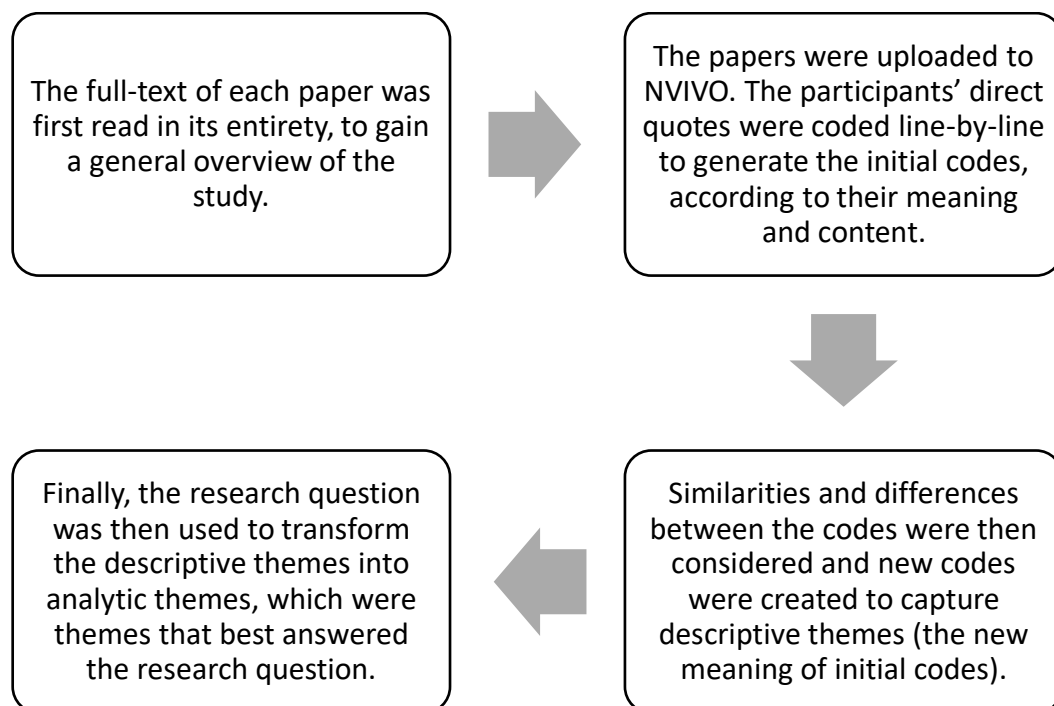 The full-text of each paper was
first read in its entirety, to gain
a general overview of the
study.
The papers were uploaded to
NVIVO. The participants’ direct
quotes were coded line-by-line
to generate the initial codes,
according to their meaning
and content.
Similarities and differences
between the codes were then
considered and new codes
were created to capture
descriptive themes (the new
meaning of initial codes).
Finally, the research question
was then used to transform
the descriptive themes into
analytic themes, which were
themes that best answered
the research question.